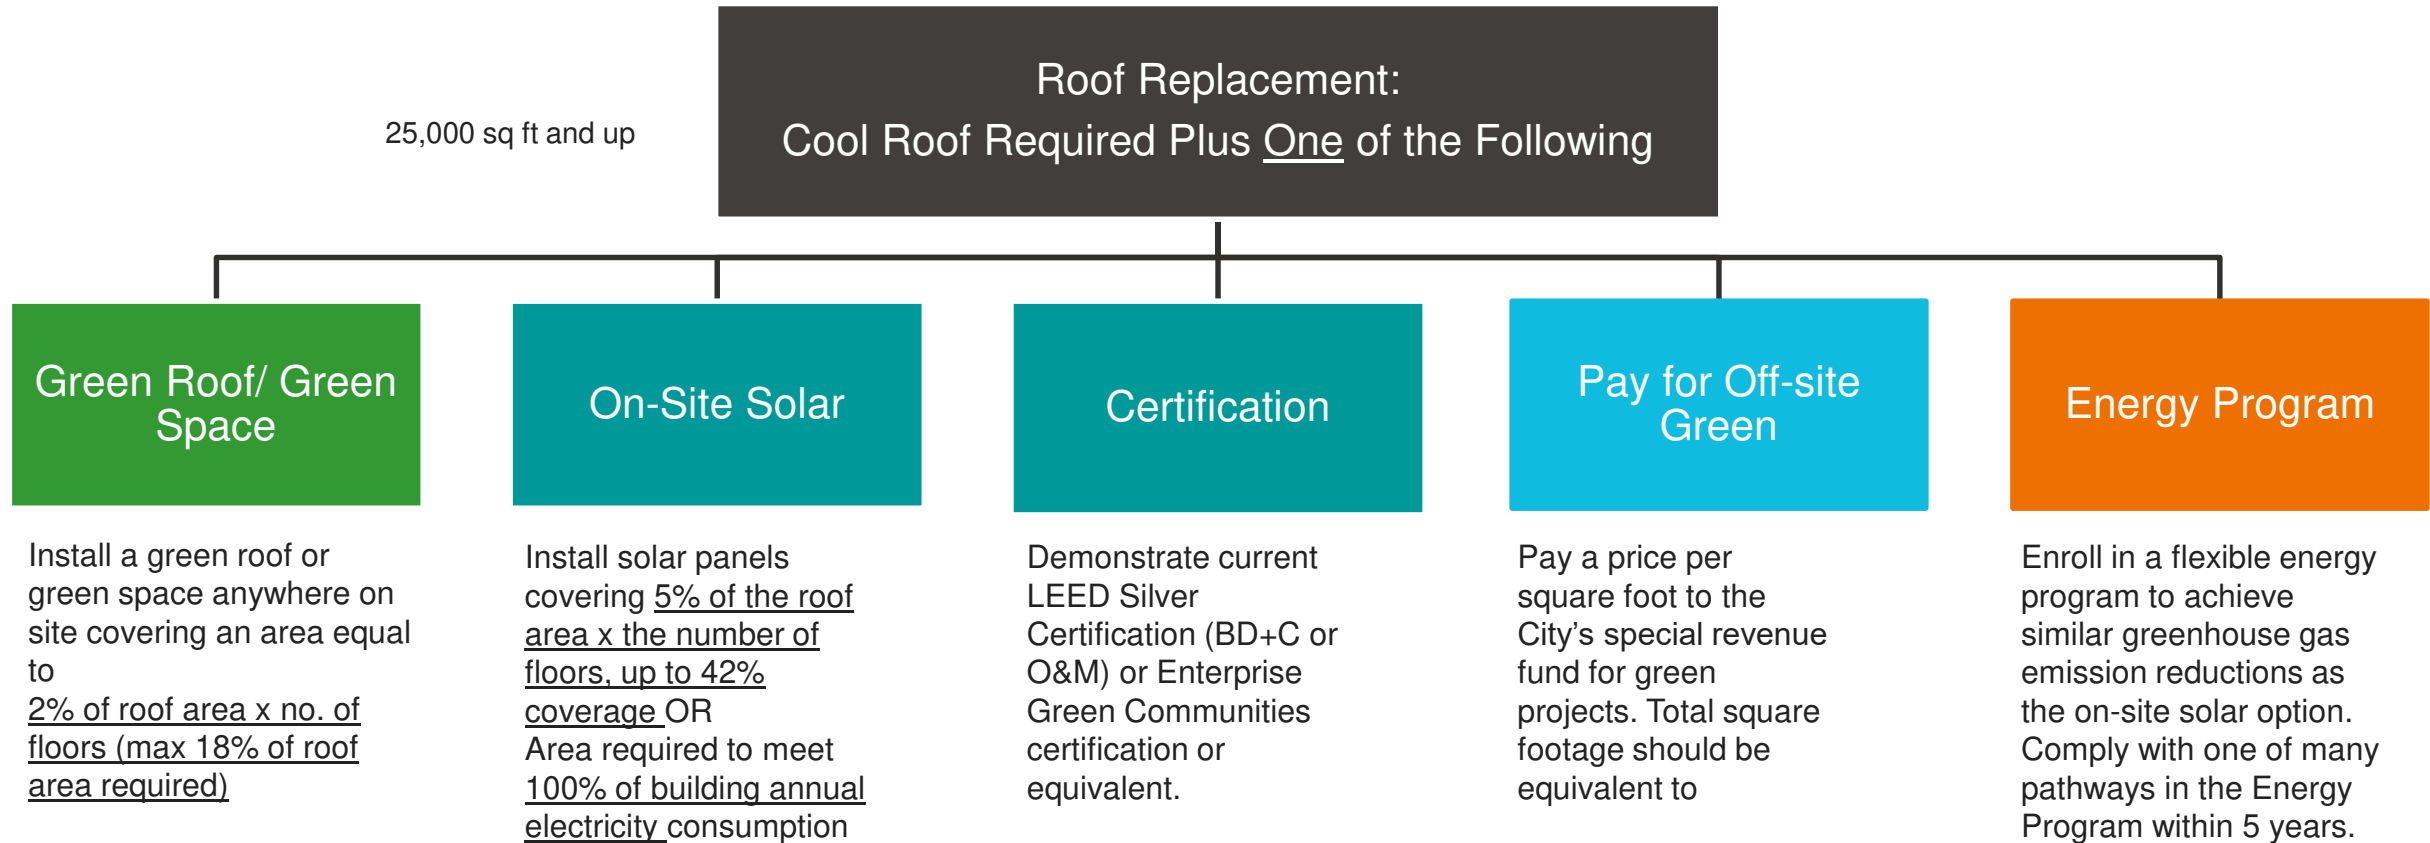 25,000 sq ft and up
Roof Replacement:
Cool Roof Required Plus One of the Following
Green Roof/ Green
Space
Install a green roof or
green space anywhere on
site covering an area equal
to
2% of roof area x no. of
floors (max 18% of roof
area required)
On-Site Solar
Install solar panels
covering 5% of the roof
area x the number of
floors, up to 42%
coverage OR
Area required to meet
100% of building annual
electricity consumption
Certification
Demonstrate current
LEED Silver
Certification (BD+C or
O&M) or Enterprise
Green Communities
certification or
equivalent.
Pay for Off-site
Green
Pay a price per
square foot to the
City’s special revenue
fund for green
projects. Total square
footage should be
equivalent to
Energy Program
Enroll in a flexible energy
program to achieve
similar greenhouse gas
emission reductions as
the on-site solar option.
Comply with one of many
pathways in the Energy
Program within 5 years.